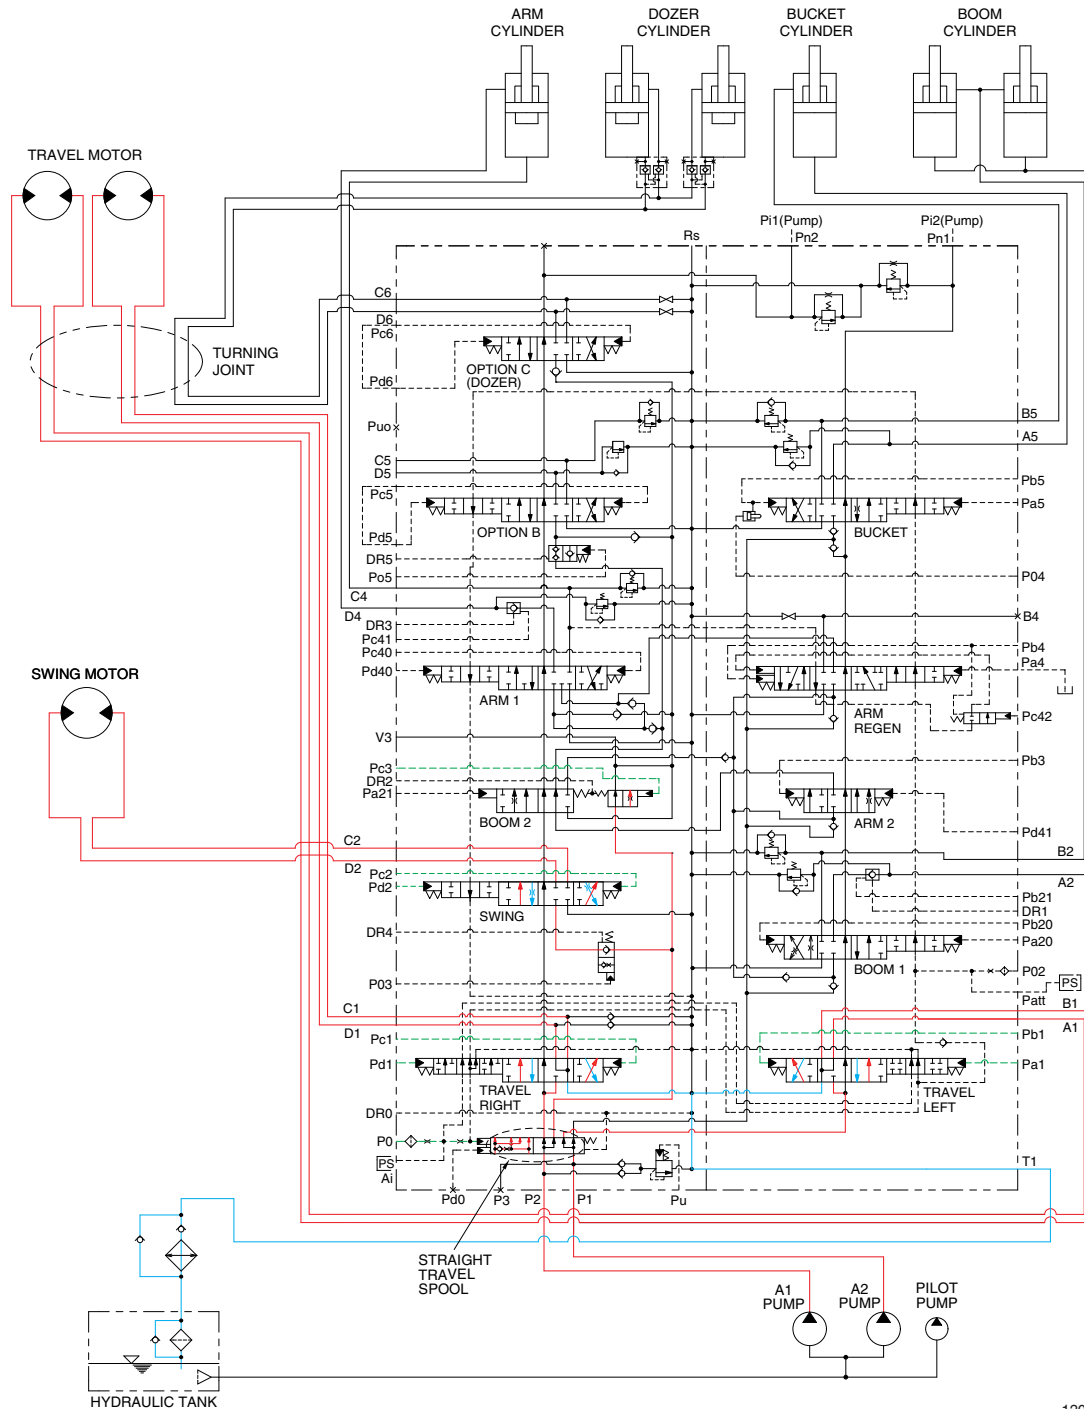 ARM
CYLINDER
DOZER
CYLINDER
BUCKET
CYLINDER
BOOM
CYLINDER
TRAVEL MOTOR
TURNING
JOINT
Pi1(Pump)
Pn2
Pi2(Pump)
Pn1
Rs
C6
D6
Pc6
Pd6
OPTION C
(DOZER)
Puo
C5
D5
Pc5
Pd5
OPTION B
DR5
Po5
C4
D4
DR3
Pc41
Pc40
Pd40
ARM 1
B5
A5
Pb5
Pa5
BUCKET
P04
B4
Pb4
Pa4
ARM
REGEN
Pc42
SWING MOTOR
V3
Pc3
DR2
Pa21
BOOM 2
Pb3
ARM 2
Pd41
C2
D2
Pc2
Pd2
SWING
B2
A2
Pb21
DR1
Pb20
Pa20
BOOM 1
DR4
P03
P02
PS
Patt
C1
D1
Pc1
Pd1
TRAVEL
RIGHT
B1
A1
Pb1
Pa1
TRAVEL
LEFT
DR0
P0
PS
Ai
T1
Pd0
P3
P2
P1
Pu
STRAIGHT
TRAVEL
SPOOL
A1
PUMP
A2
PUMP
PILOT
PUMP
HYDRAULIC TANK